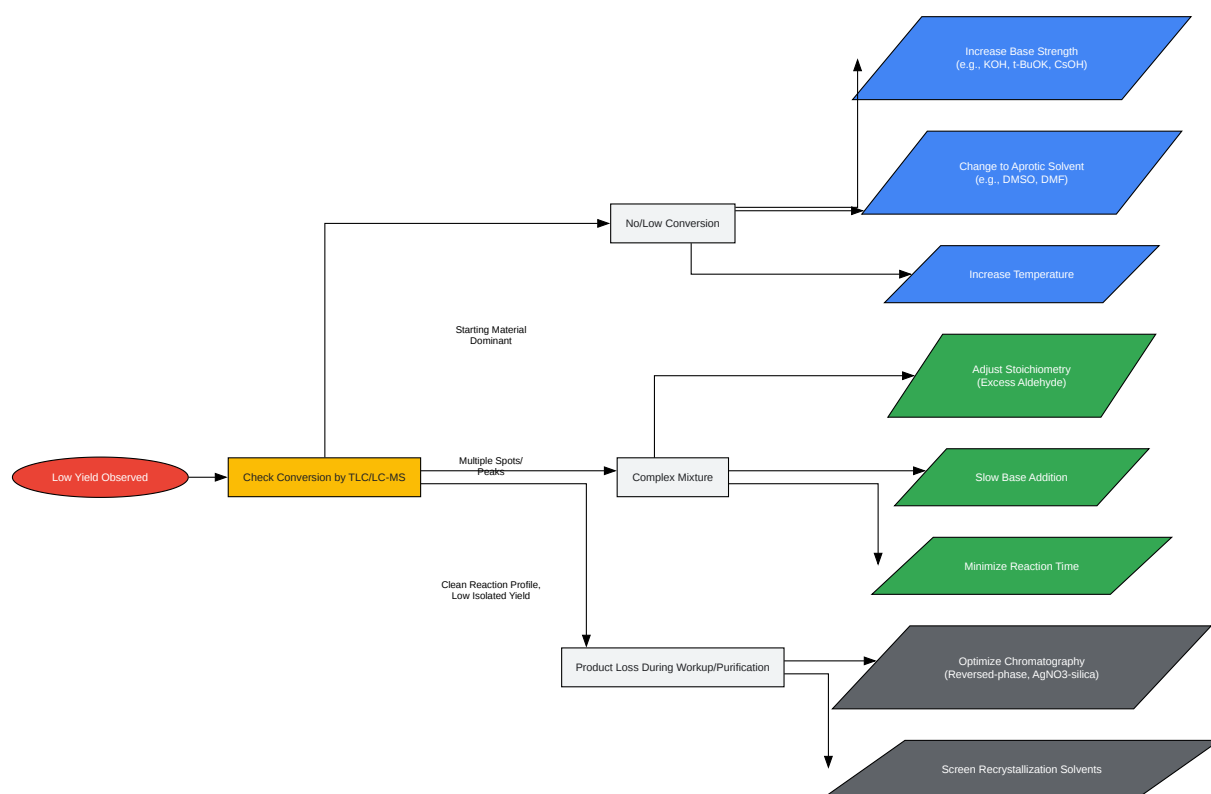 Increase Base Strength
(e.g., KOH, t-BuOK, CsOH)
Change to Aprotic Solvent
(e.g., DMSO, DMF)
No/Low Conversion
Increase Temperature
Starting Material
Dominant
Adjust Stoichiometry
(Excess Aldehyde)
Low Yield Observed
Check Conversion by TLC/LC-MS
Multiple Spots/
Peaks
Complex Mixture
Slow Base Addition
Minimize Reaction Time
Clean Reaction Profile,
Low Isolated Yield
Product Loss During Workup/Purification
Optimize Chromatography
(Reversed-phase, AgNO3-silica)
Screen Recrystallization Solvents